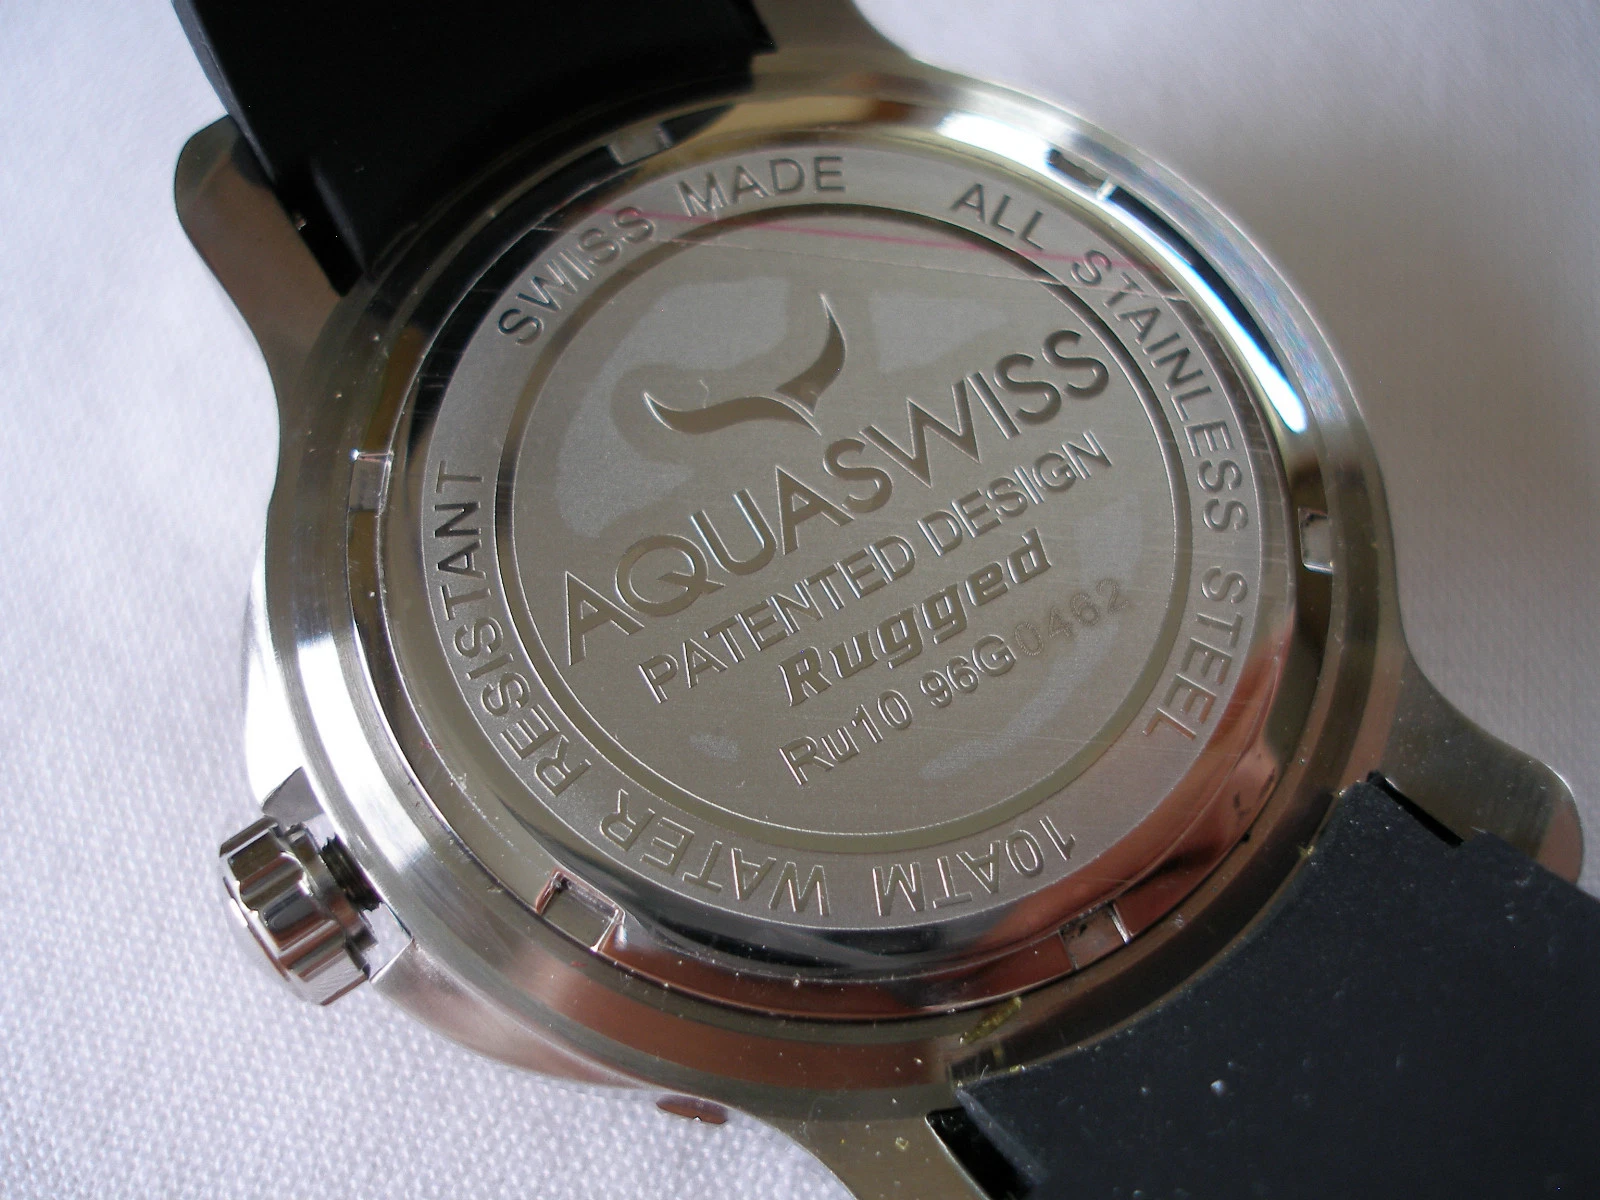 SWISS MADE
ALL STAINLESS STEEL
10ATM WATER RESISTANT
AQUASWISS
PATENTED DESIGN
Rugged
Ru10 96G0462